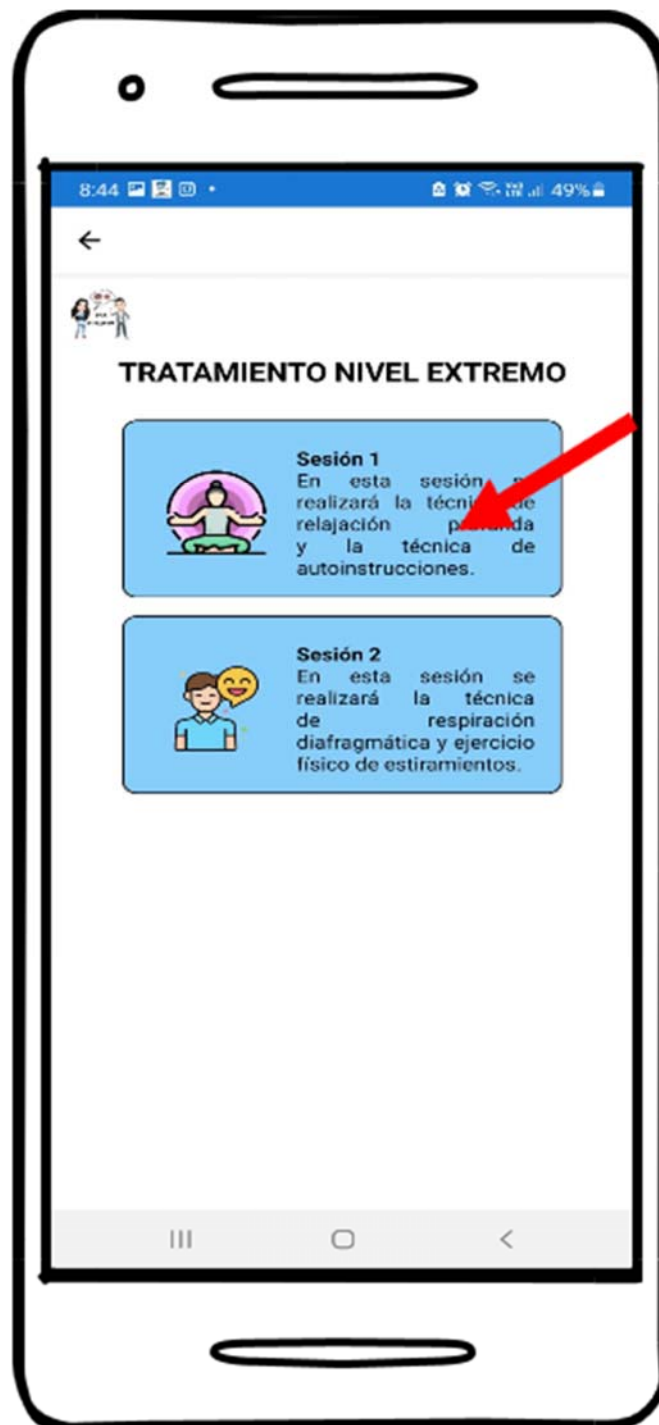 8:44 49%
TRATAMIENTO NIVEL EXTREMO
Sesión 1
En esta sesión
realizará la de
relajación
y la técnica de
autoinstrucciones.
Sesión 2
En esta sesión se
realizará la técnica
de respiración
diafragmática y ejercicio
físico de estiramientos.